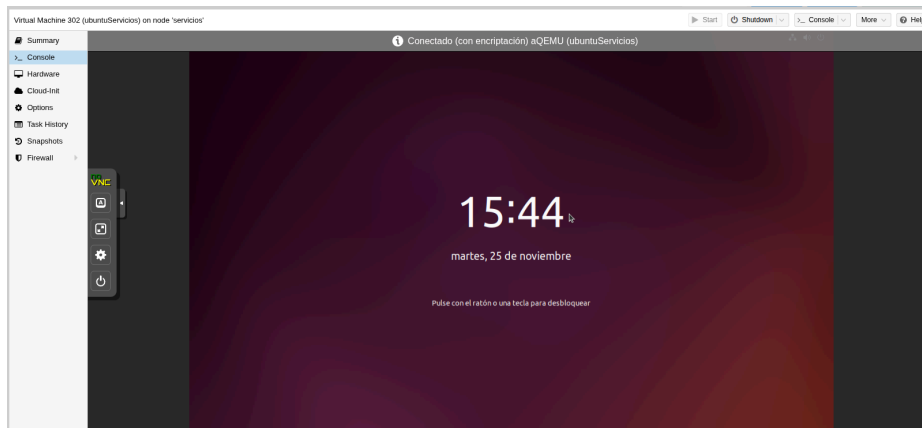 Virtual Machine 302 (ubuntuServicios) on node 'servicios'
Start
Shutdown
Console
More
Help
Summary
Console
Hardware
Cloud-Init
Options
Task History
Snapshots
Firewall
Conectado (con encriptación) aQEMU (ubuntuServicios)
noVNC
A
15:44
martes, 25 de noviembre
Pulse con el ratón o una tecla para desbloquear